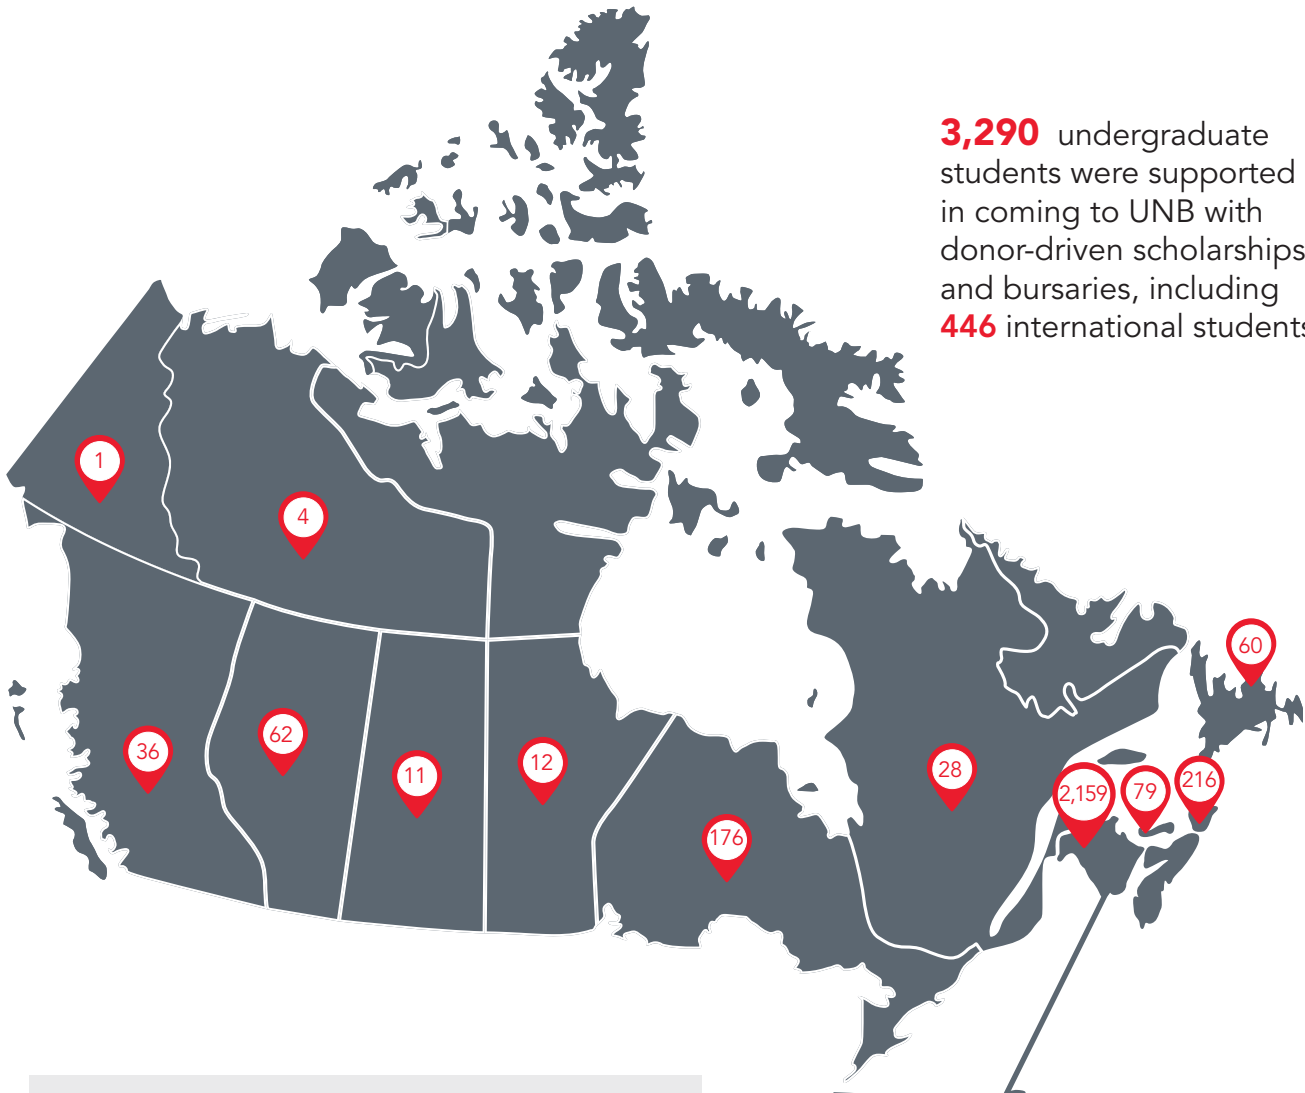 3,290 undergraduate
students were supported
in coming to UNB with
donor-driven scholarships
and bursaries, including
446 international students
1
4
60
36
62
11
12
28
2,159
79
216
176